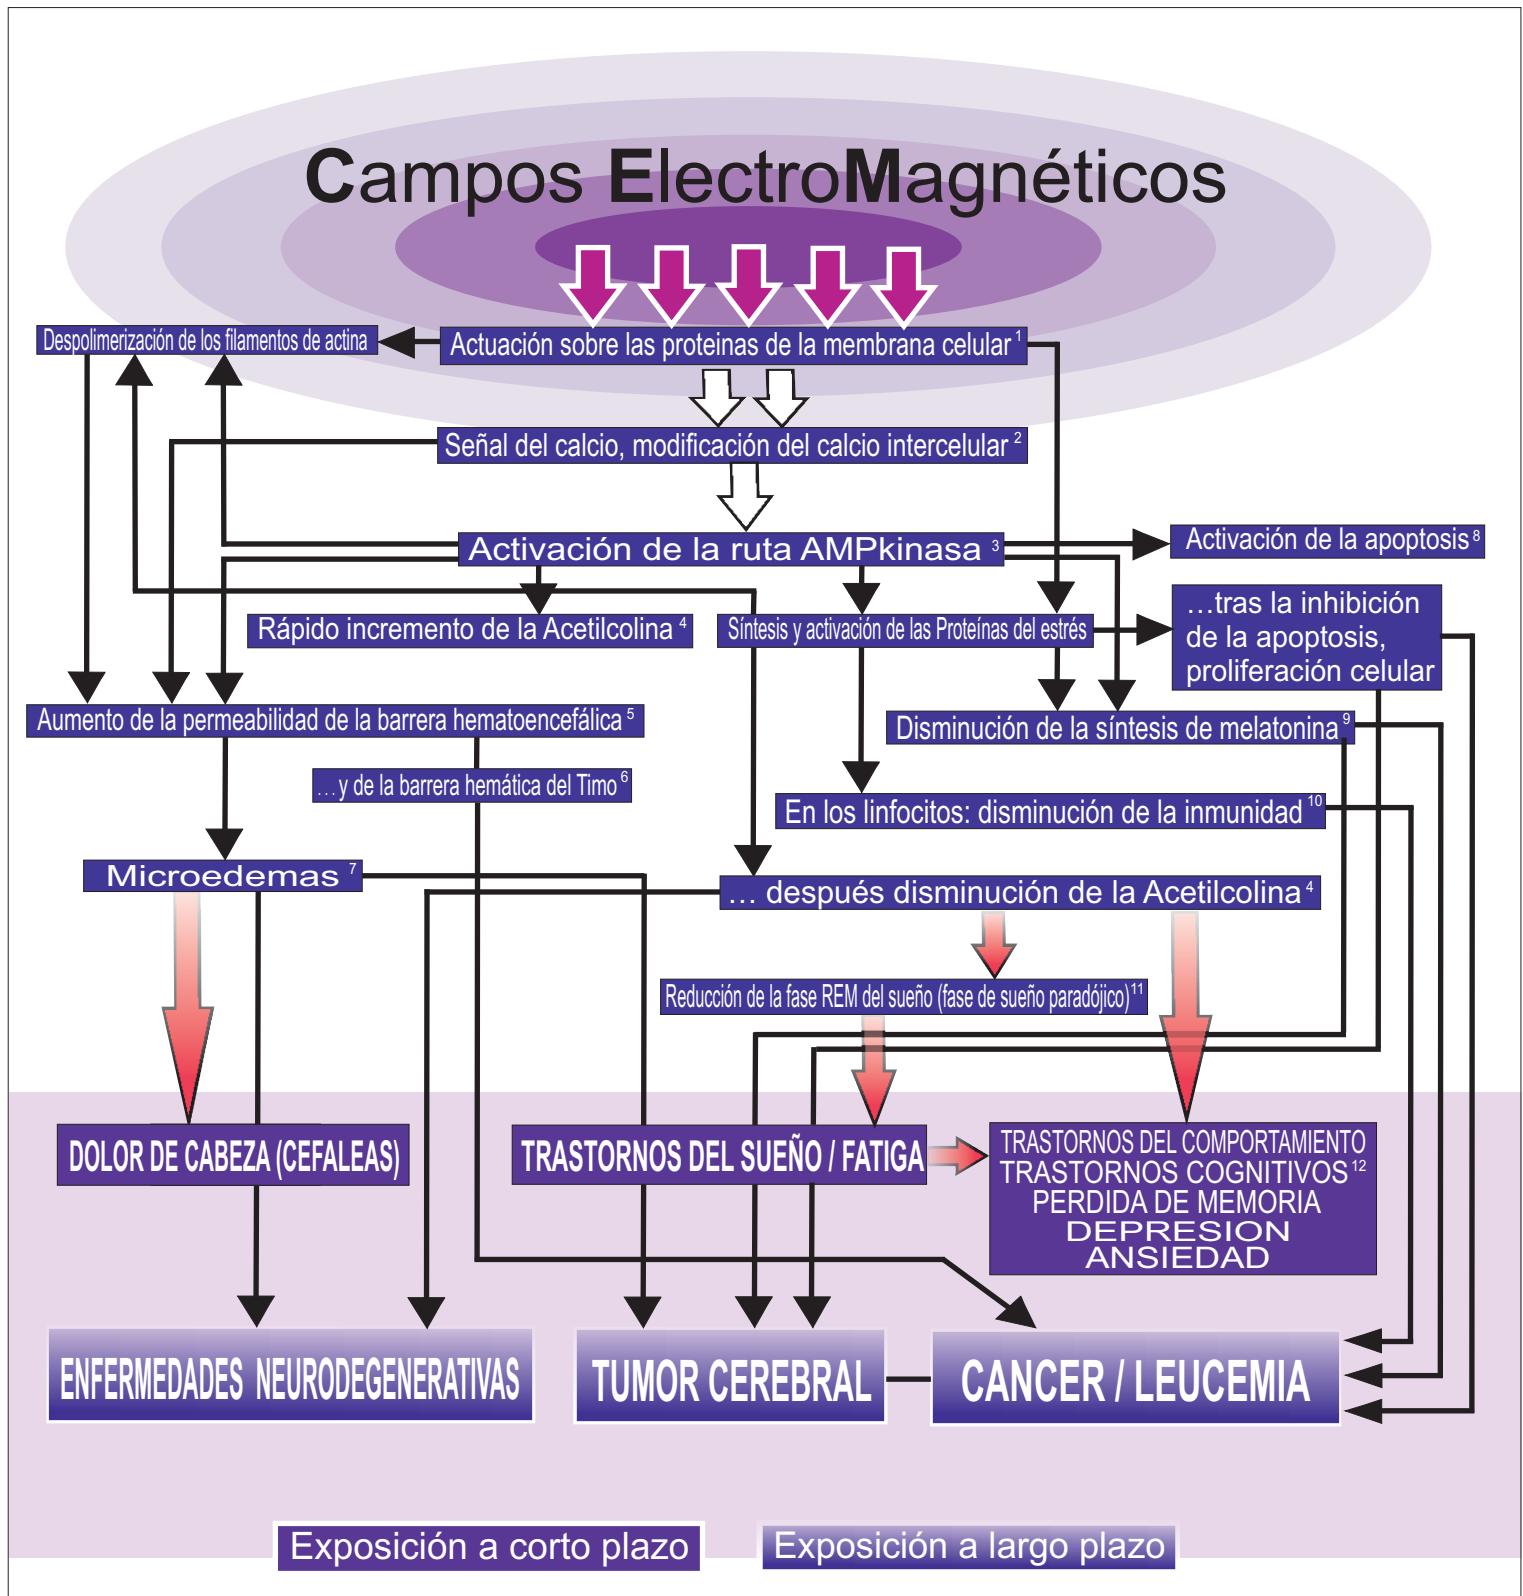 Campos ElectroMagnéticos
Despolimerización de los filamentos de actina
Actuación sobre las proteinas de la membrana celular 1
Señal del calcio, modificación del calcio intercelular 2
Activación de la ruta AMPkinasa 3
Activación de la apoptosis 8
Rápido incremento de la Acetilcolina 4
Síntesis y activación de las Proteínas del estrés
...tras la inhibición
de la apoptosis,
proliferación celular
Aumento de la permeabilidad de la barrera hematoencefálica 5
Disminución de la síntesis de melatonina 9
...y de la barrera hemática del Timo 6
En los linfocitos: disminución de la inmunidad 10
Microedemas 7
... después disminución de la Acetilcolina 4
Reducción de la fase REM del sueño (fase de sueño paradójico) 11
DOLOR DE CABEZA (CEFALEAS)
TRASTORNOS DEL SUEÑO / FATIGA
TRASTORNOS DEL COMPORTAMIENTO
TRASTORNOS COGNITIVOS 12
PERDIDA DE MEMORIA
DEPRESION
ANSIEDAD
ENFERMEDADES NEURODEGENERATIVAS
TUMOR CEREBRAL
CANCER / LEUCEMIA
Exposición a corto plazo
Exposición a largo plazo